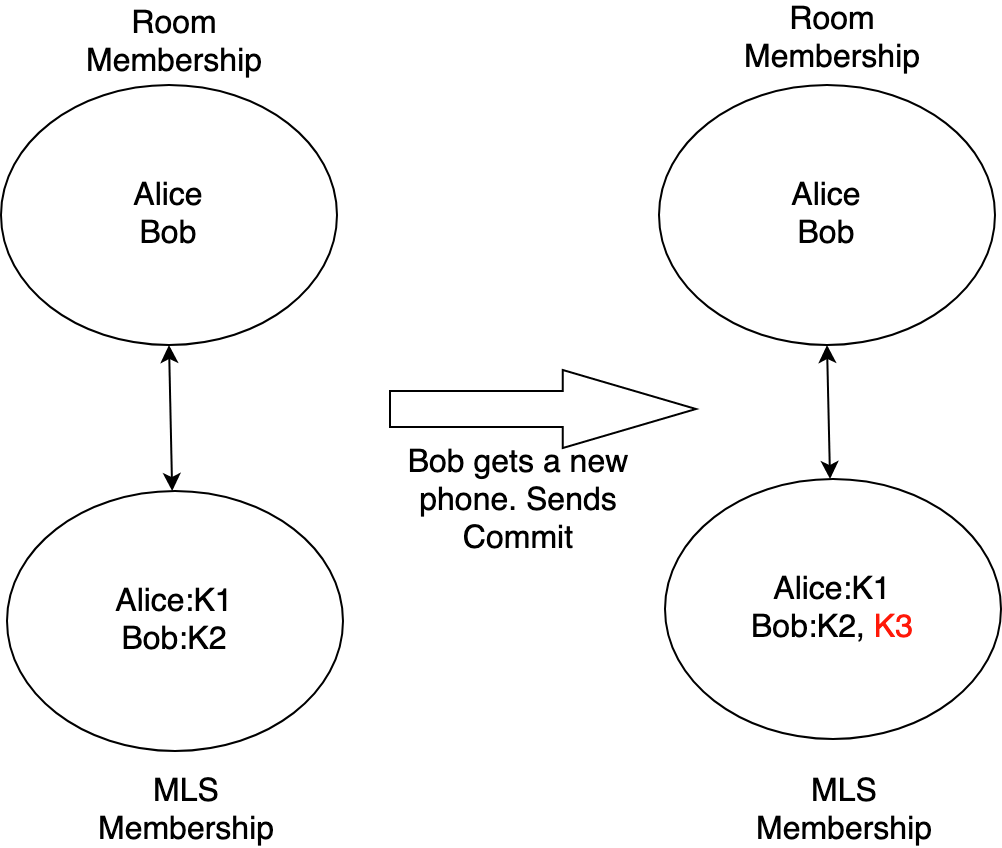 Room
Membership
Alice
Bob
Alice:K1
Bob:K2
MLS
Membership
Bob gets a new
phone. Sends
Commit
Room
Membership
Alice
Bob
Alice:K1
Bob:K2, K3
MLS
Membership